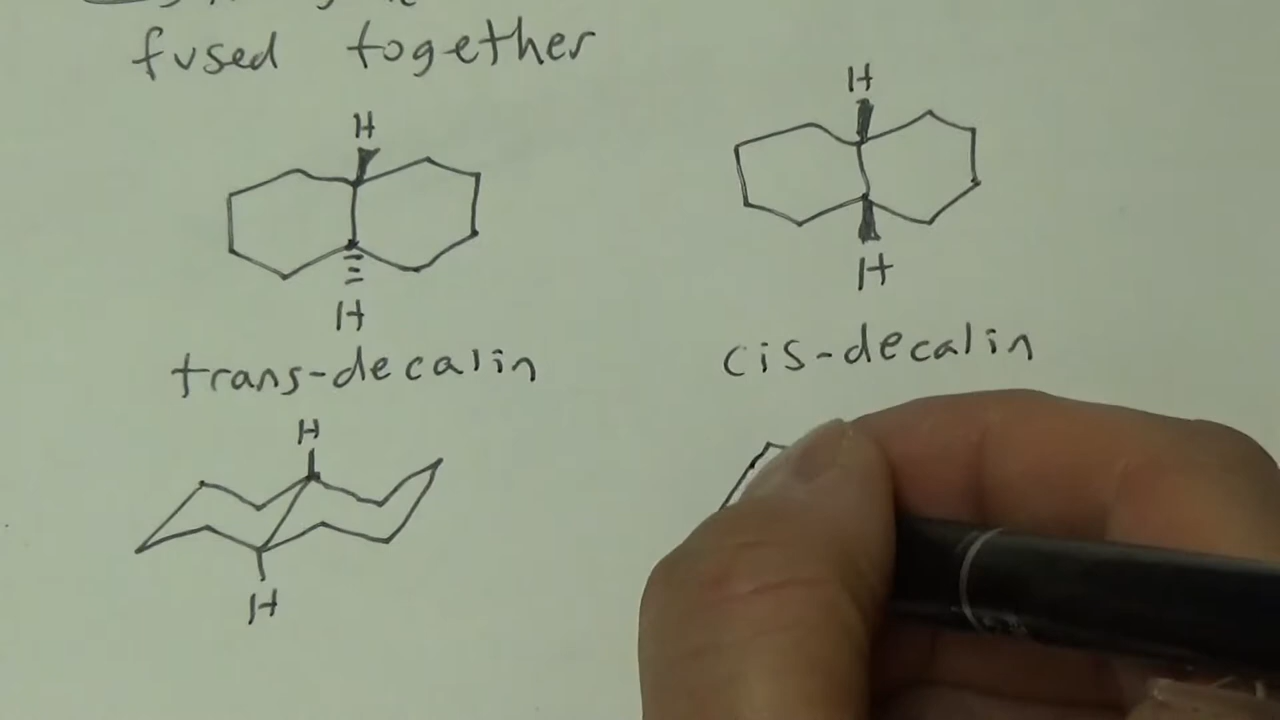 fused together
H
H
H
H
trans-decalin
cis-decalin
H
H